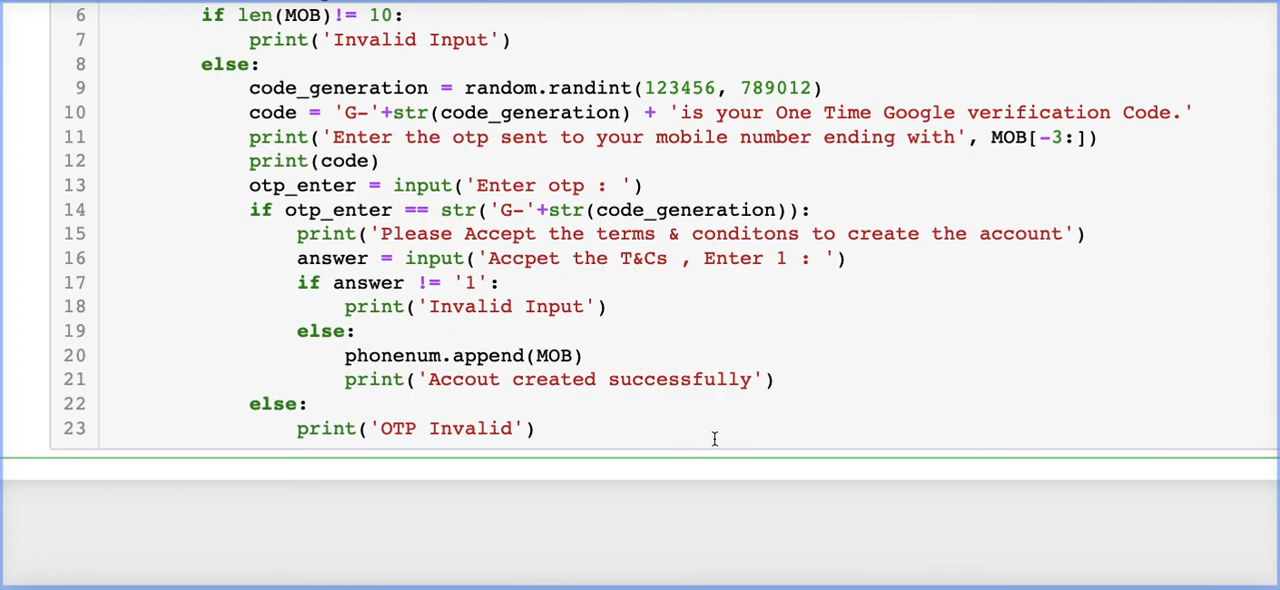 6 if len(MOB)!= 10:
7 print('Invalid Input')
8 else:
9 code_generation = random.randint(123456, 789012)
10 code = 'G-'+str(code_generation) + 'is your One Time Google verification Code.'
11 print('Enter the otp sent to your mobile number ending with', MOB[-3:])
12 print(code)
13 otp_enter = input('Enter otp : ')
14 if otp_enter == str('G-'+str(code_generation)):
15 print('Please Accept the terms & conditons to create the account')
16 answer = input('Accpet the T&Cs , Enter 1 : ')
17 if answer != '1':
18 print('Invalid Input')
19 else:
20 phonenum.append(MOB)
21 print('Accout created successfully')
22 else:
23 print('OTP Invalid')